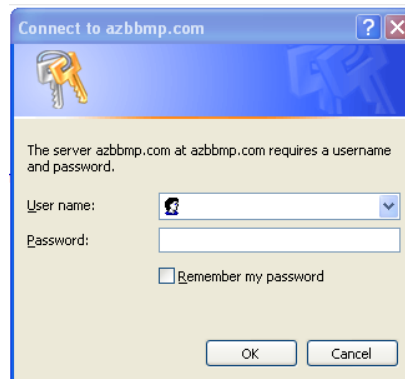 Connect to azbbmp.com
The server azbbmp.com at azbbmp.com requires a username
and password.
User name:
Password:
Remember my password
OK Cancel